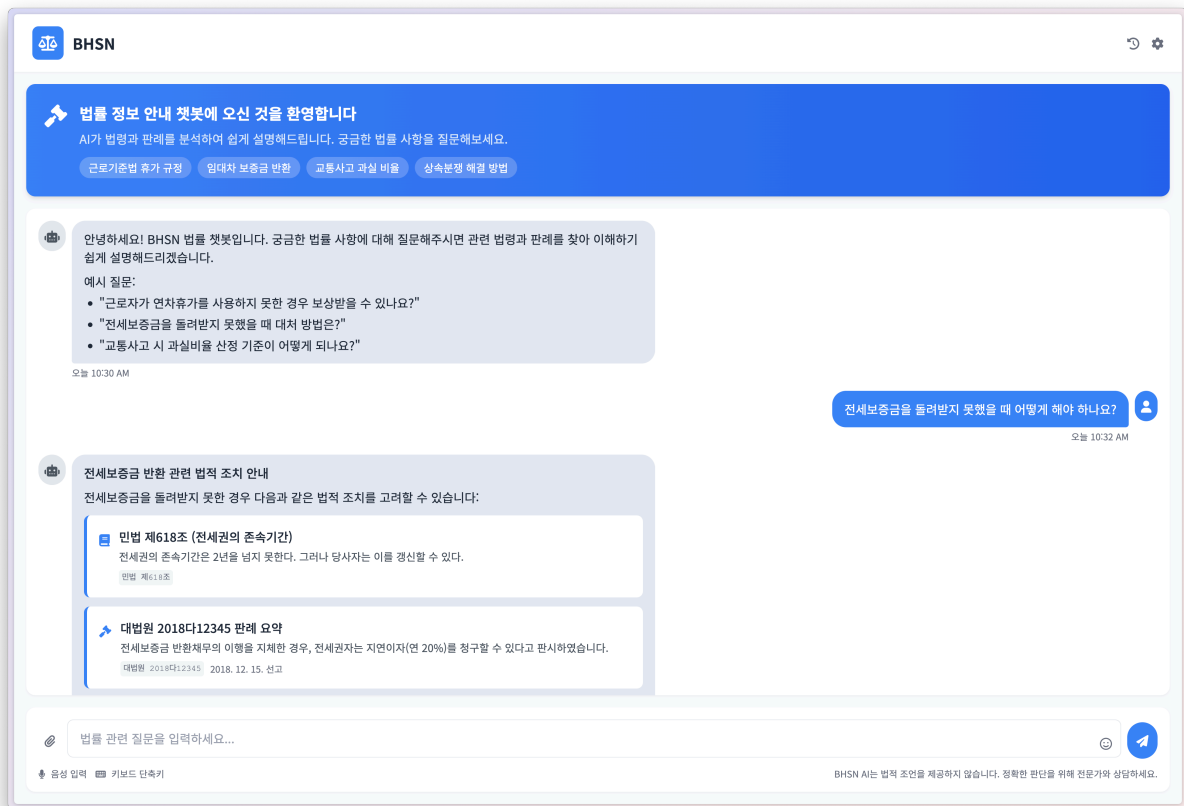 BHSN
법률 정보 안내 챗봇에 오신 것을 환영합니다
AI가 법령과 판례를 분석하여 쉽게 설명해드립니다. 궁금한 법률 사항을 질문해보세요.
근로기준법 휴가 규정 임대차 보증금 반환 교통사고 과실 비율 상속분쟁 해결 방법
안녕하세요! BHSN 법률 챗봇입니다. 궁금한 법률 사항에 대해 질문해주시면 관련 법령과 판례를 찾아 이해하기
쉽게 설명해드리겠습니다.
예시 질문:
• "근로자가 연차휴가를 사용하지 못한 경우 보상받을 수 있나요?"
• "전세보증금을 돌려받지 못했을 때 대처 방법은?"
• "교통사고 시 과실비율 산정 기준이 어떻게 되나요?"
오늘 10:30 AM
전세보증금을 돌려받지 못했을 때 어떻게 해야 하나요?
오늘 10:32 AM
전세보증금 반환 관련 법적 조치 안내
전세보증금을 돌려받지 못한 경우 다음과 같은 법적 조치를 고려할 수 있습니다:
민법 제618조 (전세권의 존속기간)
전세권의 존속기간은 2년을 넘지 못한다. 그러나 당사자는 이를 갱신할 수 있다.
민법 제618조
대법원 2018다12345 판례 요약
전세보증금 반환채무의 이행을 지체한 경우, 전세권자는 지연이자(연 20%)를 청구할 수 있다고 판시하였습니다.
대법원 2018다12345 2018. 12. 15. 선고
법률 관련 질문을 입력하세요...
음성 입력 키보드 단축키
BHSN AI는 법적 조언을 제공하지 않습니다. 정확한 판단을 위해 전문가와 상담하세요.